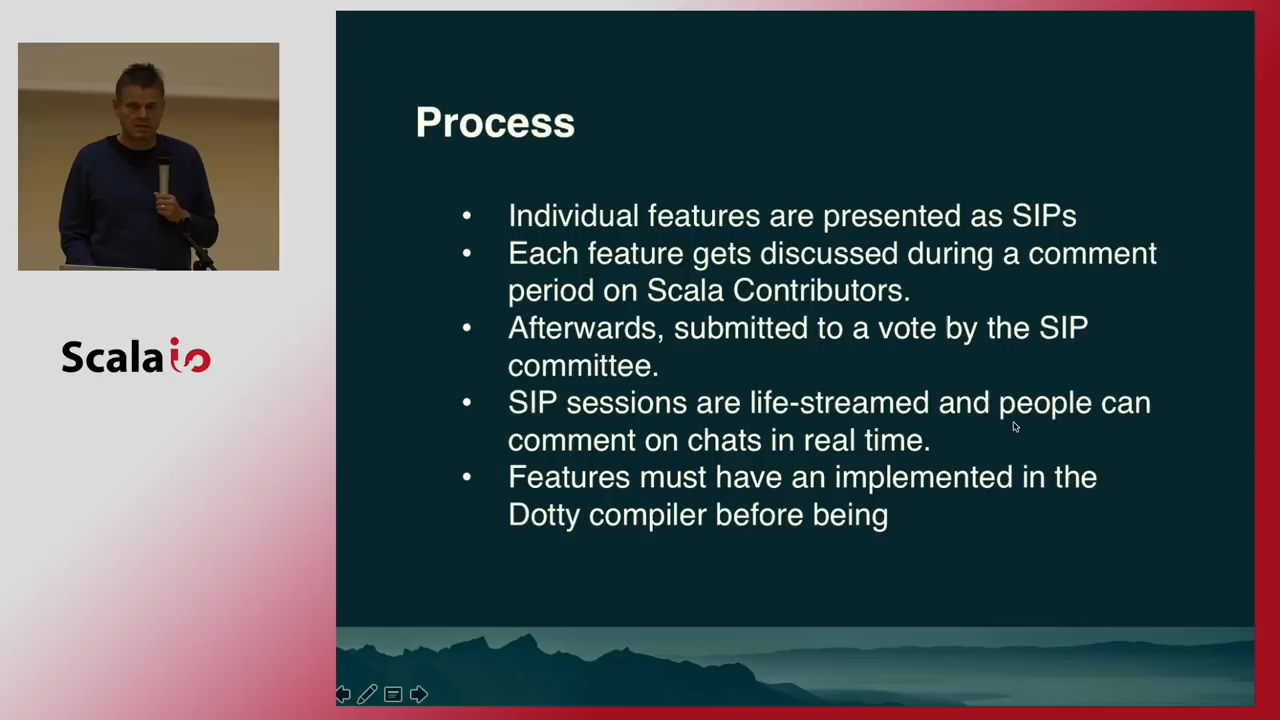 Process
• Individual features are presented as SIPs
• Each feature gets discussed during a comment
period on Scala Contributors.
• Afterwards, submitted to a vote by the SIP
committee.
• SIP sessions are life-streamed and people can
comment on chats in real time.
• Features must have an implemented in the
Dotty compiler before being
Scala io